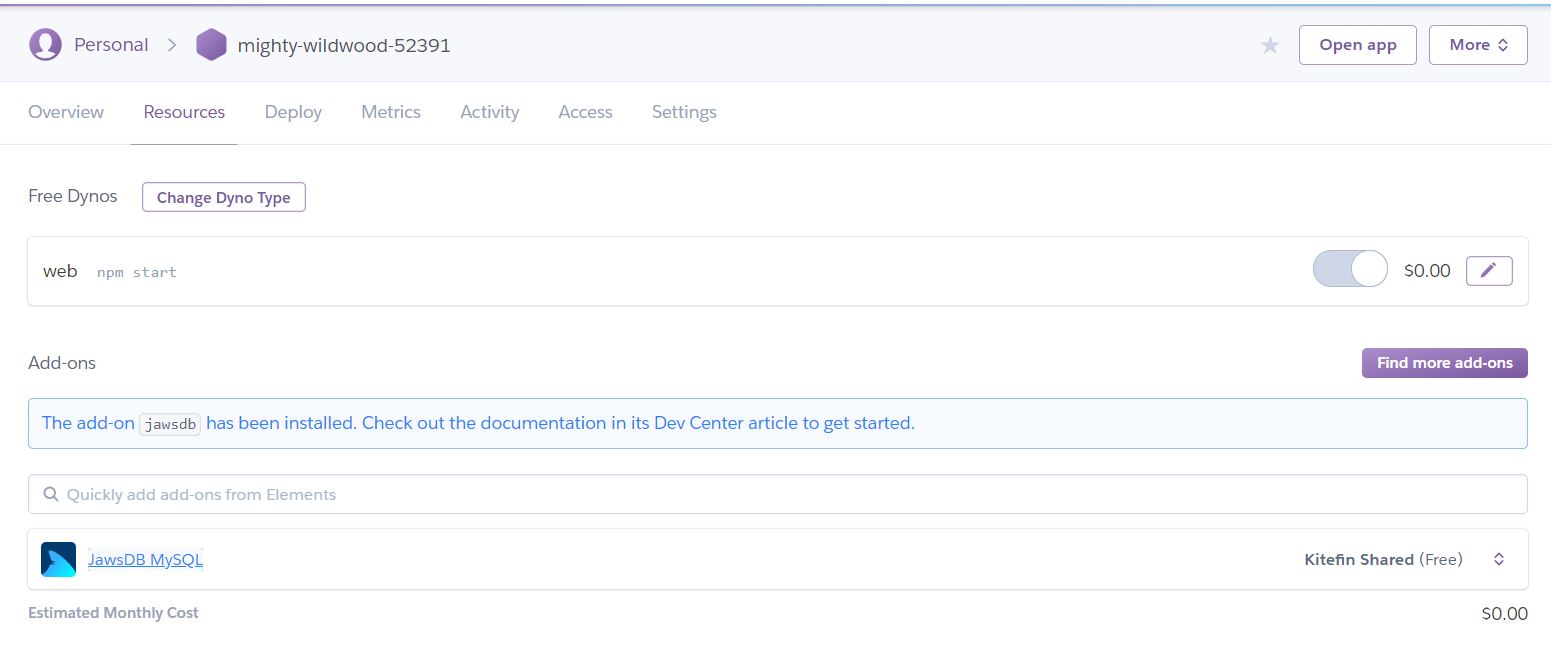 Personal > mighty-wildwood-52391 Open app More
Overview Resources Deploy Metrics Activity Access Settings
Free Dynos Change Dyno Type
web npm start $0.00
Add-ons Find more add-ons
The add-on jawsdb has been installed. Check out the documentation in its Dev Center article to get started.
Quickly add add-ons from Elements
JawsDB MySQL Kitefin Shared (Free)
Estimated Monthly Cost $0.00